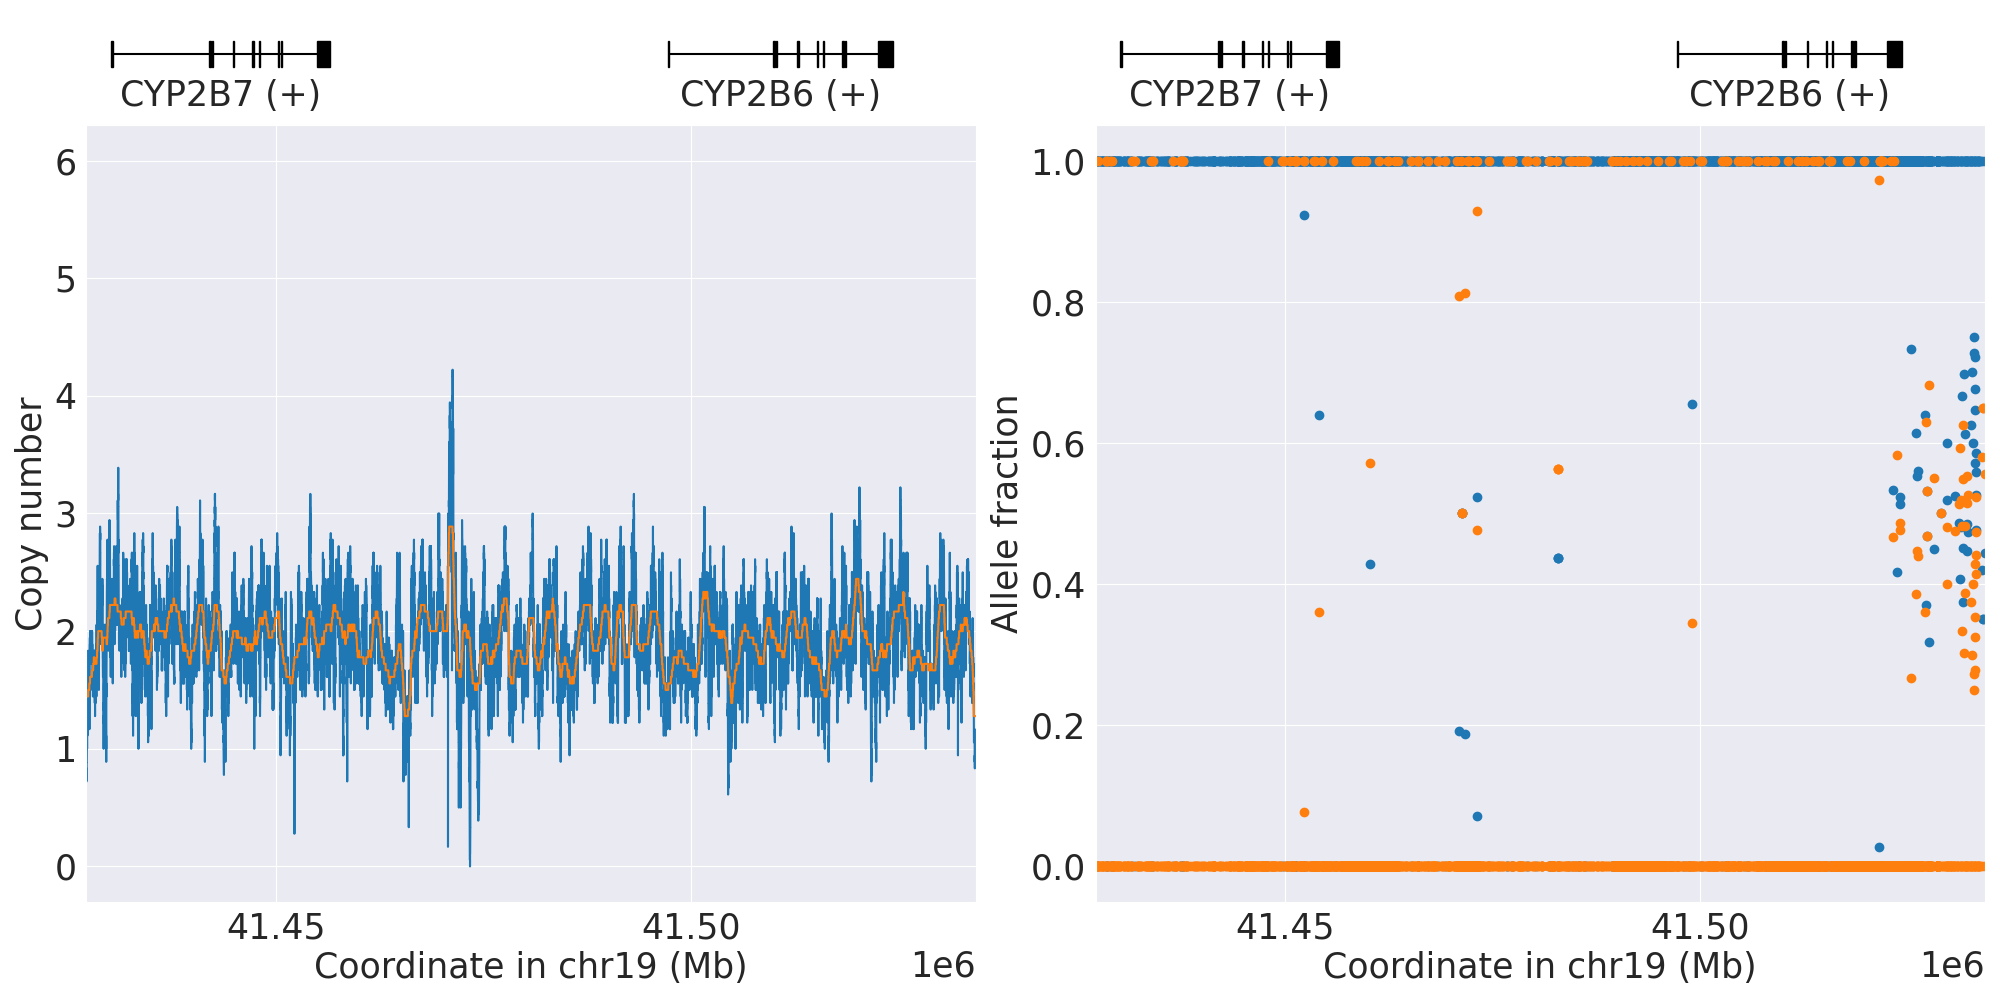 CYP2B7 (+)
CYP2B6 (+)
6
5
4
3
2
1
0
Copy number
41.45
41.50
Coordinate in chr19 (Mb)
1e6
CYP2B7 (+)
CYP2B6 (+)
1.0
0.8
0.6
0.4
0.2
0.0
Allele fraction
41.45
41.50
Coordinate in chr19 (Mb)
1e6